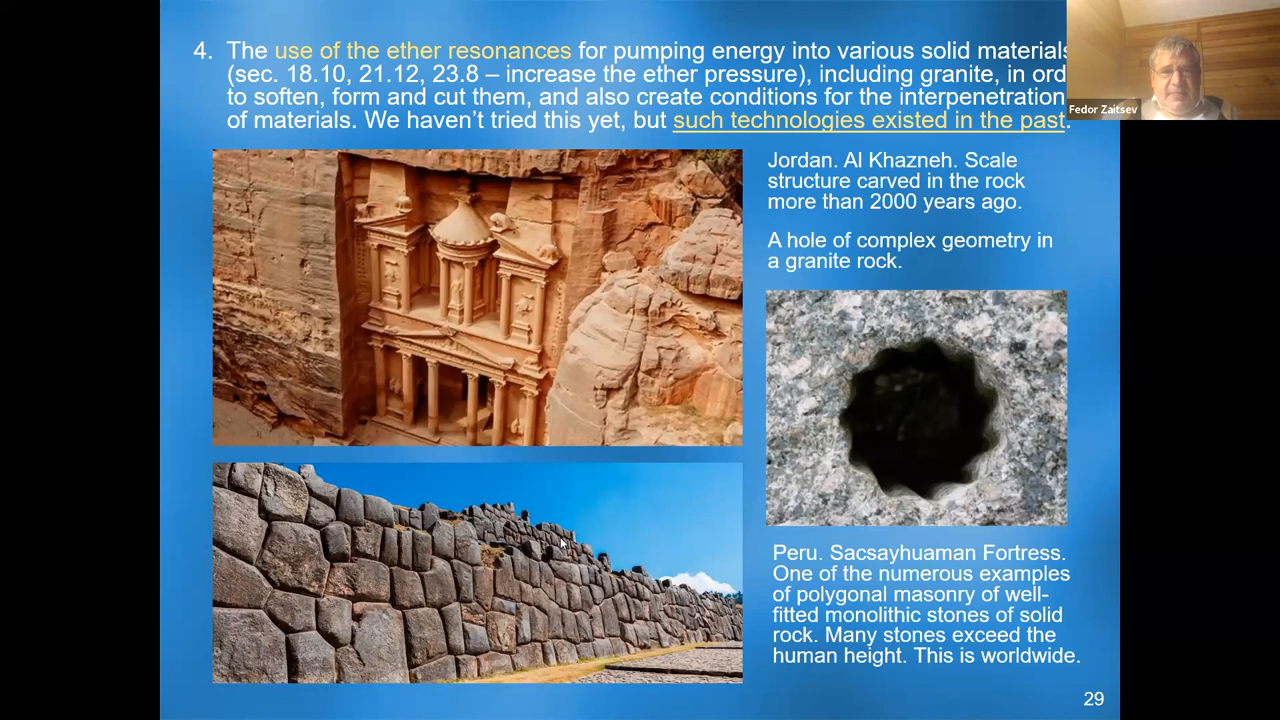 4. The use of the ether resonances for pumping energy into various solid materials
(sec. 18.10, 21.12, 23.8 – increase the ether pressure), including granite, in ord
to soften, form and cut them, and also create conditions for the interpenetration
of materials. We haven't tried this yet, but such technologies existed in the past.
Fedor Zaitsev
Jordan. Al Khazneh. Scale
structure carved in the rock
more than 2000 years ago.
A hole of complex geometry in
a granite rock.
Peru. Sacsayhuaman Fortress.
One of the numerous examples
of polygonal masonry of well-
fitted monolithic stones of solid
rock. Many stones exceed the
human height. This is worldwide.
29